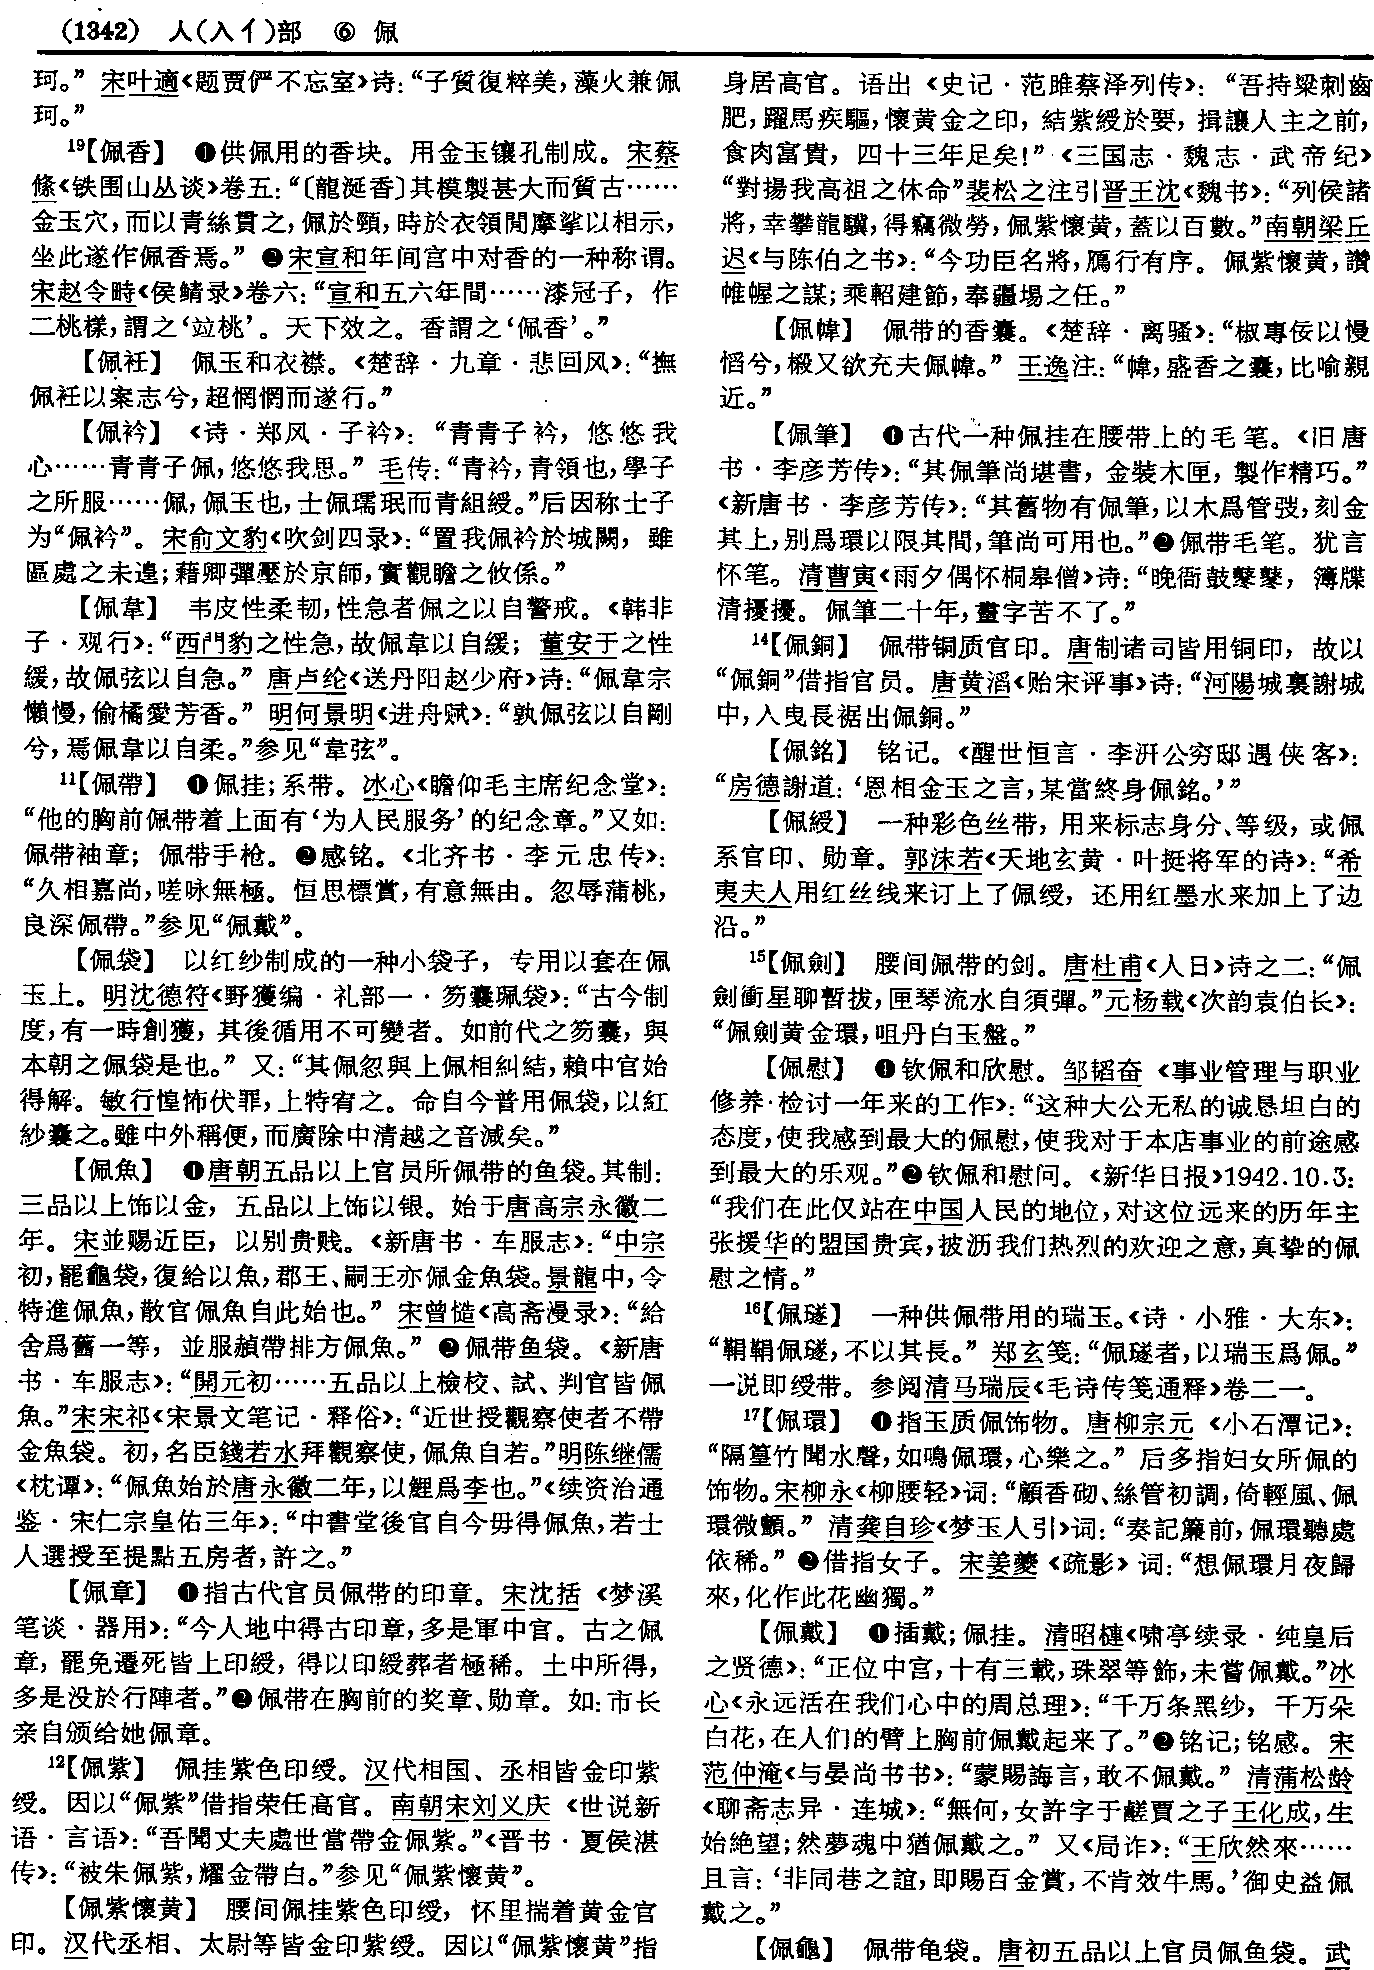 (1342) 人(入亻)部 ⑥ 佩
珂。” 宋叶適《题贾俨不忘室》诗：“子質復粹美，藻火兼佩
珂。”
19【佩香】 ❶供佩用的香块。用金玉镶孔制成。宋蔡
絛《铁围山丛谈》卷五：“〔龍涎香〕其模製甚大而質古……
金玉穴，而以青絲貫之，佩於頸，時於衣領閒摩挲以相示，
坐此遂作佩香焉。” ❷宋宣和年间宫中对香的一种称谓。
宋赵令畤《侯鲭录》卷六：“宣和五六年間……漆冠子，作
二桃樣，謂之‘竝桃’。天下效之。香謂之‘佩香’。”
【佩衽】 佩玉和衣襟。《楚辞·九章·悲回风》：“撫
佩衽以案志兮，超惘惘而遂行。”
【佩衿】 《诗·郑风·子衿》：“青青子衿，悠悠我
心……青青子佩，悠悠我思。” 毛传：“青衿，青領也，學子
之所服……佩，佩玉也，士佩瓀珉而青組綬。”后因称士子
为“佩衿”。宋俞文豹《吹剑四录》：“置我佩衿於城闕，雖
區處之未遑；藉卿彈壓於京師，實觀瞻之攸係。”
【佩韋】 韦皮性柔韧，性急者佩之以自警戒。《韩非
子·观行》：“西門豹之性急，故佩韋以自緩；董安于之性
緩，故佩弦以自急。” 唐卢纶《送丹阳赵少府》诗：“佩韋宗
懶慢，偷橘愛芳香。” 明何景明《进舟赋》：“孰佩弦以自剛
兮，焉佩韋以自柔。”参见“韋弦”。
11【佩帶】 ❶佩挂；系带。冰心《瞻仰毛主席纪念堂》：
“他的胸前佩带着上面有‘为人民服务’的纪念章。”又如：
佩带袖章；佩带手枪。❷感铭。《北齐书·李元忠传》：
“久相嘉尚，嗟咏無極。恒思標賞，有意無由。忽辱蒲桃，
良深佩帶。”参见“佩戴”。
【佩袋】 以红纱制成的一种小袋子，专用以套在佩
玉上。明沈德符《野獲编·礼部一·笏囊珮袋》：“古今制
度，有一時創獲，其後循用不可變者。如前代之笏囊，與
本朝之佩袋是也。” 又：“其佩忽與上佩相糾結，賴中官始
得解。敏行惶怖伏罪，上特宥之。命自今普用佩袋，以紅
紗囊之。雖中外稱便，而廣除中清越之音減矣。”
【佩魚】 ❶唐朝五品以上官员所佩带的鱼袋。其制：
三品以上饰以金，五品以上饰以银。始于唐高宗永徽二
年。宋並赐近臣，以别贵贱。《新唐书·车服志》：“中宗
初，罷龜袋，復給以魚，郡王、嗣王亦佩金魚袋。景龍中，令
特進佩魚，散官佩魚自此始也。” 宋曾慥《高斋漫录》：“給
舍爲舊一等，並服赬帶排方佩魚。” ❷佩带鱼袋。《新唐
书·车服志》：“開元初……五品以上檢校、試、判官皆佩
魚。”宋宋祁《宋景文笔记·释俗》：“近世授觀察使者不帶
金魚袋。初，名臣錢若水拜觀察使，佩魚自若。”明陈继儒
《枕谭》：“佩魚始於唐永徽二年，以鯉爲李也。”《续资治通
鉴·宋仁宗皇佑三年》：“中書堂後官自今毋得佩魚，若士
人選授至提點五房者，許之。”
【佩章】 ❶指古代官员佩带的印章。宋沈括《梦溪
笔谈·器用》：“今人地中得古印章，多是軍中官。古之佩
章，罷免遷死皆上印綬，得以印綬葬者極稀。土中所得，
多是没於行陣者。”❷佩带在胸前的奖章、勋章。如：市长
亲自颁给她佩章。
12【佩紫】 佩挂紫色印绶。汉代相国、丞相皆金印紫
绶。因以“佩紫”借指荣任高官。南朝宋刘义庆《世说新
语·言语》：“吾聞丈夫處世當帶金佩紫。”《晋书·夏侯湛
传》：“被朱佩紫，耀金帶白。”参见“佩紫懷黄”。
【佩紫懷黄】 腰间佩挂紫色印绶，怀里揣着黄金官
印。汉代丞相、太尉等皆金印紫绶。因以“佩紫懷黄”指
身居高官。语出《史记·范雎蔡泽列传》：“吾持粱刺齒
肥，躍馬疾驅，懷黄金之印，結紫綬於要，揖讓人主之前，
食肉富貴，四十三年足矣！”《三国志·魏志·武帝纪》
“對揚我高祖之休命”裴松之注引晋王沈《魏书》：“列侯諸
將，幸攀龍驥，得竊微勞，佩紫懷黄，蓋以百數。”南朝梁丘
迟《与陈伯之书》：“今功臣名將，鴈行有序。佩紫懷黄，讚
帷幄之謀；乘軺建節，奉疆埸之任。”
【佩幃】 佩带的香囊。《楚辞·离骚》：“椒專佞以慢
慆兮，樧又欲充夫佩幃。” 王逸注：“幃，盛香之囊，比喻親
近。”
【佩筆】 ❶古代一种佩挂在腰带上的毛笔。《旧唐
书·李彦芳传》：“其佩筆尚堪書，金裝木匣，製作精巧。”
《新唐书·李彦芳传》：“其舊物有佩筆，以木爲管弢，刻金
其上，别爲環以限其間，筆尚可用也。”❷佩带毛笔。犹言
怀笔。清曹寅《雨夕偶怀桐皋僧》诗：“晚衙鼓鼕鼕，簿牒
清擾擾。佩筆二十年，畫字苦不了。”
14【佩銅】 佩带铜质官印。唐制诸司皆用铜印，故以
“佩銅”借指官员。唐黄滔《贻宋评事》诗：“河陽城裏謝城
中，入曳長裾出佩銅。”
【佩銘】 铭记。《醒世恒言·李汧公穷邸遇侠客》：
“房德謝道：‘恩相金玉之言，某當終身佩銘。’”
【佩綬】 一种彩色丝带，用来标志身分、等级，或佩
系官印、勋章。郭沫若《天地玄黄·叶挺将军的诗》：“希
夷夫人用红丝线来订上了佩绶，还用红墨水来加上了边
沿。”
15【佩劍】 腰间佩带的剑。唐杜甫《人日》诗之二：“佩
劍衝星聊暫拔，匣琴流水自須彈。”元杨载《次韵袁伯长》：
“佩劍黄金環，咀丹白玉盤。”
【佩慰】 ❶钦佩和欣慰。邹韬奋《事业管理与职业
修养·检讨一年来的工作》：“这种大公无私的诚恳坦白的
态度，使我感到最大的佩慰，使我对于本店事业的前途感
到最大的乐观。”❷钦佩和慰问。《新华日报》1942.10.3：
“我们在此仅站在中国人民的地位，对这位远来的历年主
张援华的盟国贵宾，披沥我们热烈的欢迎之意，真挚的佩
慰之情。”
16【佩璲】 一种供佩带用的瑞玉。《诗·小雅·大东》：
“鞙鞙佩璲，不以其長。” 郑玄笺：“佩璲者，以瑞玉爲佩。”
一说即绶带。参阅清马瑞辰《毛诗传笺通释》卷二一。
17【佩環】 ❶指玉质佩饰物。唐柳宗元《小石潭记》：
“隔篁竹聞水聲，如鳴佩環，心樂之。” 后多指妇女所佩的
饰物。宋柳永《柳腰轻》词：“顧香砌、絲管初調，倚輕風、佩
環微顫。” 清龚自珍《梦玉人引》词：“奏記簾前，佩環聽處
依稀。” ❷借指女子。宋姜夔《疏影》词：“想佩環月夜歸
來，化作此花幽獨。”
【佩戴】 ❶插戴；佩挂。清昭槤《啸亭续录·纯皇后
之贤德》：“正位中宫，十有三載，珠翠等飾，未嘗佩戴。”冰
心《永远活在我们心中的周总理》：“千万条黑纱，千万朵
白花，在人们的臂上胸前佩戴起来了。”❷铭记；铭感。宋
范仲淹《与晏尚书书》：“蒙賜誨言，敢不佩戴。” 清蒲松龄
《聊斋志异·连城》：“無何，女許字于鹾賈之子王化成，生
始絶望；然夢魂中猶佩戴之。” 又《局诈》：“王欣然來……
且言：‘非同巷之誼，即賜百金賞，不肯效牛馬。’御史益佩
戴之。”
【佩龜】 佩带龟袋。唐初五品以上官员佩鱼袋。武